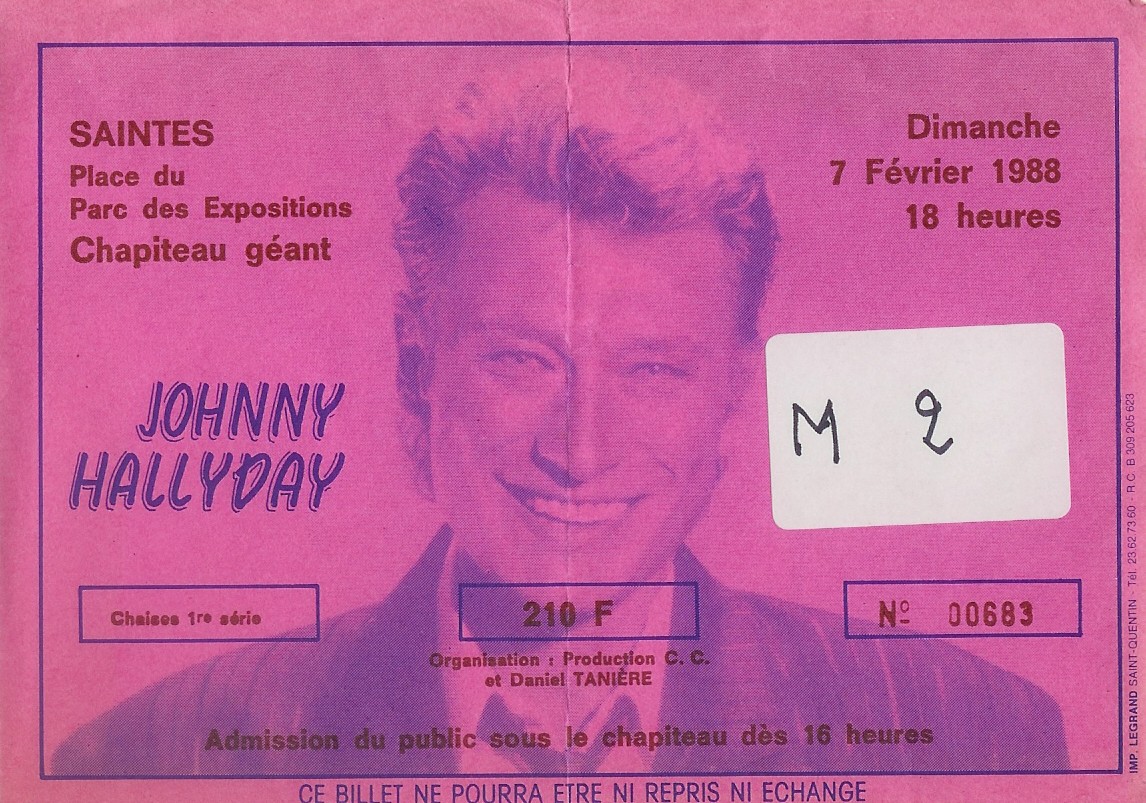 SAINTES
Place du
Parc des Expositions
Chapiteau géant
Dimanche
7 Février 1988
18 heures
JOHNNY
HALLYDAY
M 2
Chaises 1re série
210 F
Nº 00683
Organisation : Production C. C.
et Daniel TANIÈRE
Admission du public sous le chapiteau dès 16 heures
CE BILLET NE POURRA ETRE NI REPRIS NI ECHANGE
IMP. LEGRAND SAINT-QUENTIN - Tél. 23 62 73 60 - R.C. B 309 205 623